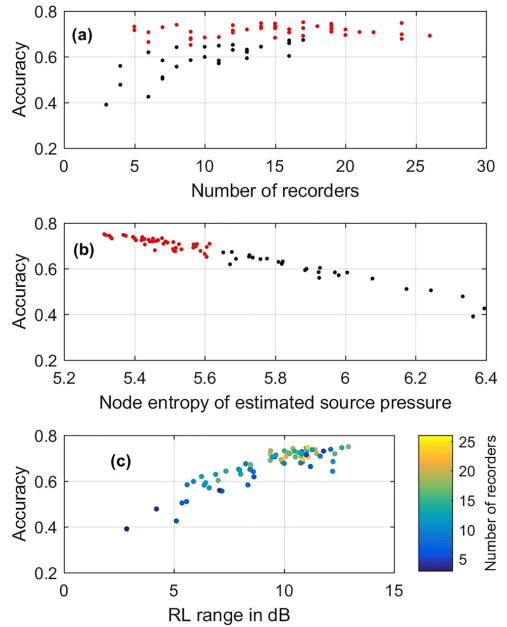 0.8
(a)
0.6
Accuracy
0.4
0.2
0 5 10 15 20 25 30
Number of recorders
0.8
(b)
0.6
Accuracy
0.4
0.2
5.2 5.4 5.6 5.8 6 6.2 6.4
Node entropy of estimated source pressure
0.8
(c)
0.6
Accuracy
0.4
0.2
0 5 10 15
RL range in dB
25
20
15
10
5
Number of recorders